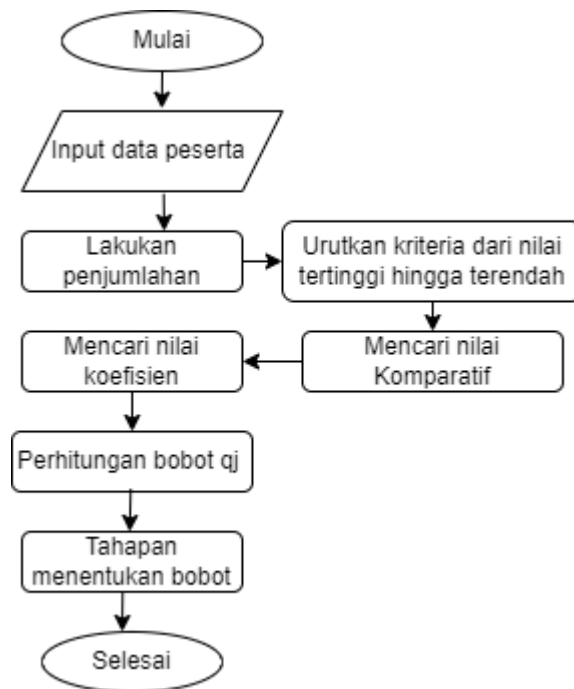 Mulai
Input data peserta
Lakukan
penjumlahan
Urutkan kriteria dari nilai
tertinggi hingga terendah
Mencari nilai
Komparatif
Mencari nilai
koefisien
Perhitungan bobot qj
Tahapan
menentukan bobot
Selesai